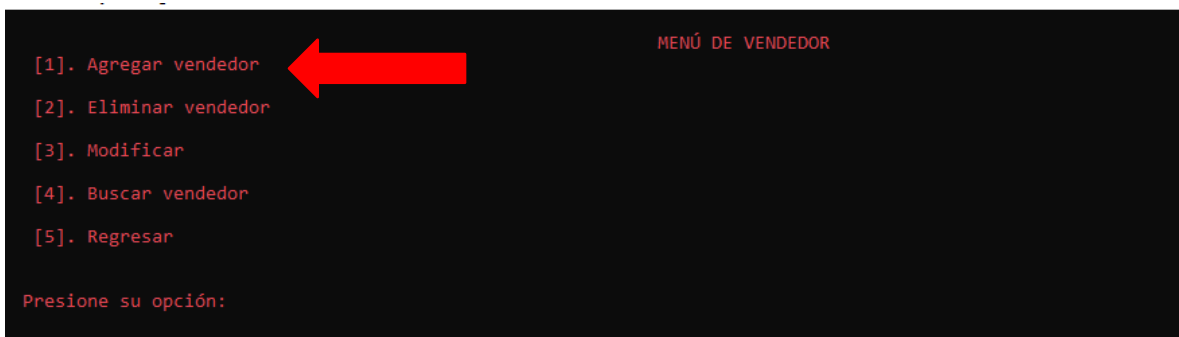 MENÚ DE VENDEDOR
[1]. Agregar vendedor
[2]. Eliminar vendedor
[3]. Modificar
[4]. Buscar vendedor
[5]. Regresar
Presione su opción: